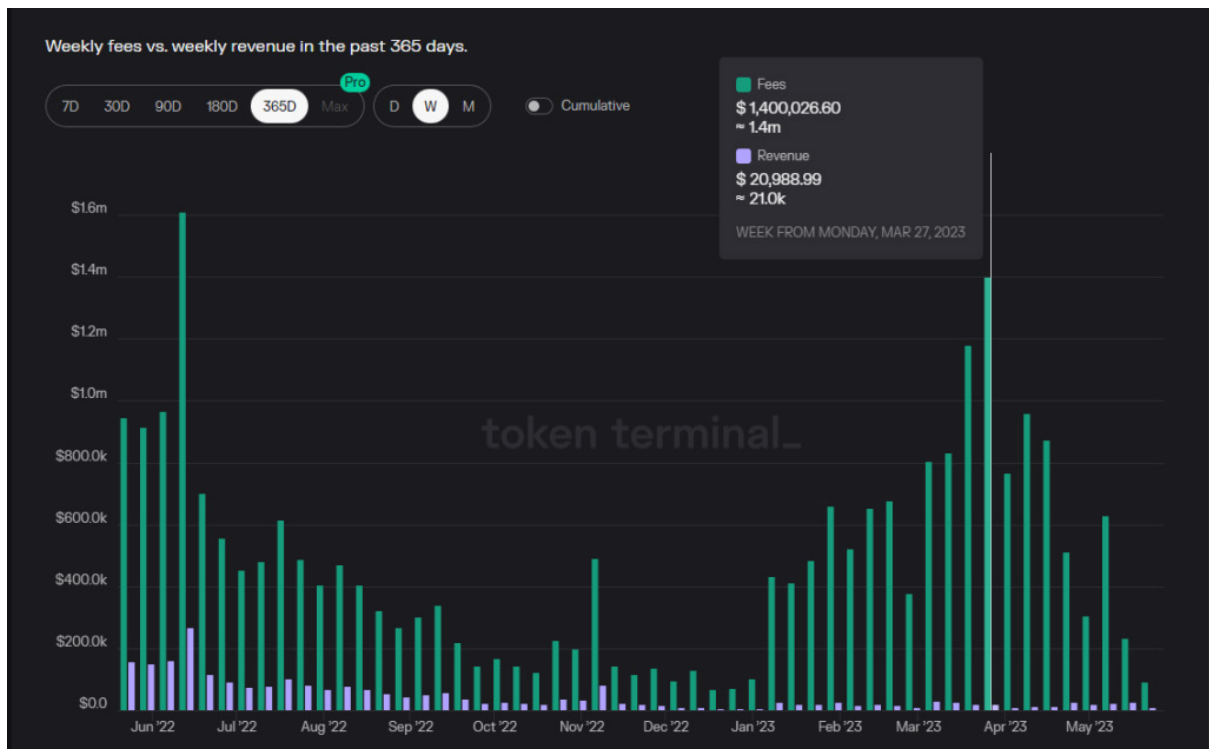 Weekly fees vs. weekly revenue in the past 365 days.
Pro
7D 30D 90D 180D 365D Max D W M Cumulative
Fees
$ 1,400,026.60
≈ 1.4m
Revenue
$ 20,988.99
≈ 21.0k
WEEK FROM MONDAY, MAR 27, 2023
$1.6m
$1.4m
$1.2m
$1.0m
token terminal_
$800.0k
$600.0k
$400.0k
$200.0k
$0.0
Jun '22 Jul '22 Aug '22 Sep '22 Oct '22 Nov '22 Dec '22 Jan '23 Feb '23 Mar '23 Apr '23 May '23